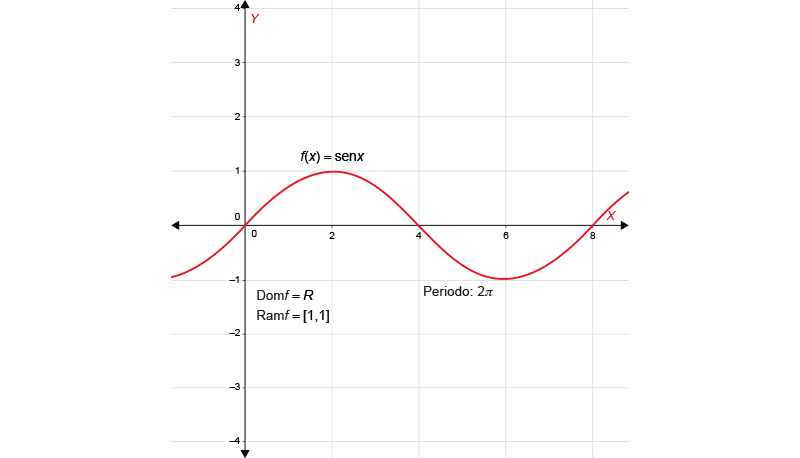 4
Y
3
2
f(x) = senx
1
0
X
0
2
4
6
8
–1
Periodo: 2π
Domf = R
Ramf = [1,1]
–2
–3
–4